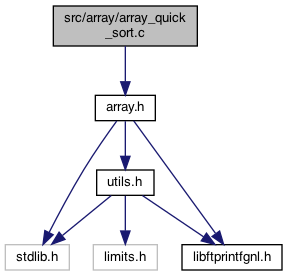 src/array/array_quick
_sort.c
array.h
utils.h
stdlib.h
limits.h
libftprintfgnl.h